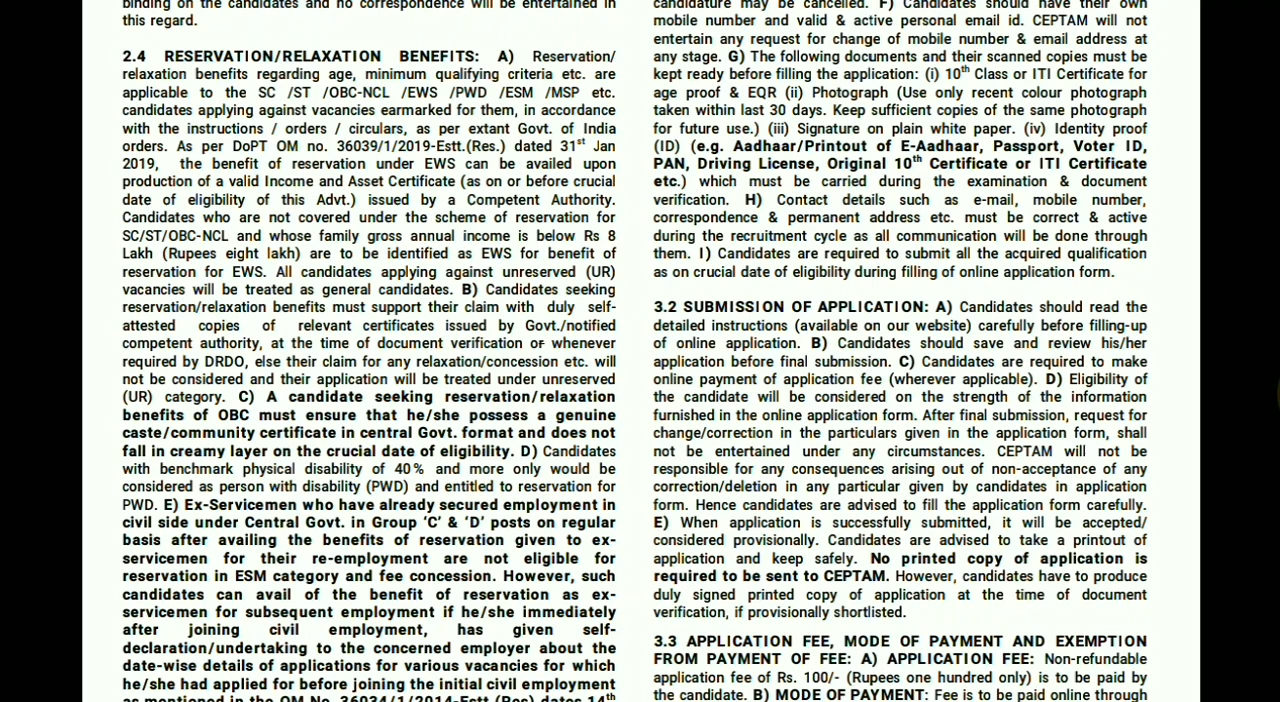 binding on the candidates and no correspondence will be entertained in
this regard.
2.4 RESERVATION/RELAXATION BENEFITS: A) Reservation/
relaxation benefits regarding age, minimum qualifying criteria etc. are
applicable to the SC /ST /OBC-NCL /EWS /PWD /ESM /MSP etc.
candidates applying against vacancies earmarked for them, in accordance
with the instructions / orders / circulars, as per extant Govt. of India
orders. As per DoPT OM no. 36039/1/2019-Estt.(Res.) dated 31st Jan
2019, the benefit of reservation under EWS can be availed upon
production of a valid Income and Asset Certificate (as on or before crucial
date of eligibility of this Advt.) issued by a Competent Authority.
Candidates who are not covered under the scheme of reservation for
SC/ST/OBC-NCL and whose family gross annual income is below Rs 8
Lakh (Rupees eight lakh) are to be identified as EWS for benefit of
reservation for EWS. All candidates applying against unreserved (UR)
vacancies will be treated as general candidates. B) Candidates seeking
reservation/relaxation benefits must support their claim with duly self-
attested copies of relevant certificates issued by Govt./notified
competent authority, at the time of document verification or whenever
required by DRDO, else their claim for any relaxation/concession etc. will
not be considered and their application will be treated under unreserved
(UR) category. C) A candidate seeking reservation/relaxation
benefits of OBC must ensure that he/she possess a genuine
caste/community certificate in central Govt. format and does not
fall in creamy layer on the crucial date of eligibility. D) Candidates
with benchmark physical disability of 40% and more only would be
considered as person with disability (PWD) and entitled to reservation for
PWD. E) Ex-Servicemen who have already secured employment in
civil side under Central Govt. in Group ‘C’ & ‘D’ posts on regular
basis after availing the benefits of reservation given to ex-
servicemen for their re-employment are not eligible for
reservation in ESM category and fee concession. However, such
candidates can avail of the benefit of reservation as ex-
servicemen for subsequent employment if he/she immediately
after joining civil employment, has given self-
declaration/undertaking to the concerned employer about the
date-wise details of applications for various vacancies for which
he/she had applied for before joining the initial civil employment
as mentioned in the OM No. 36034/1/2014-Estt.(Res) dates 14th
candidature may be cancelled. F) Candidates should have their own
mobile number and valid & active personal email id. CEPTAM will not
entertain any request for change of mobile number & email address at
any stage. G) The following documents and their scanned copies must be
kept ready before filling the application: (i) 10th Class or ITI Certificate for
age proof & EQR (ii) Photograph (Use only recent colour photograph
taken within last 30 days. Keep sufficient copies of the same photograph
for future use.) (iii) Signature on plain white paper. (iv) Identity proof
(ID) (e.g. Aadhaar/Printout of E-Aadhaar, Passport, Voter ID,
PAN, Driving License, Original 10th Certificate or ITI Certificate
etc.) which must be carried during the examination & document
verification. H) Contact details such as e-mail, mobile number,
correspondence & permanent address etc. must be correct & active
during the recruitment cycle as all communication will be done through
them. I) Candidates are required to submit all the acquired qualification
as on crucial date of eligibility during filling of online application form.
3.2 SUBMISSION OF APPLICATION: A) Candidates should read the
detailed instructions (available on our website) carefully before filling-up
of online application. B) Candidates should save and review his/her
application before final submission. C) Candidates are required to make
online payment of application fee (wherever applicable). D) Eligibility of
the candidate will be considered on the strength of the information
furnished in the online application form. After final submission, request for
change/correction in the particulars given in the application form, shall
not be entertained under any circumstances. CEPTAM will not be
responsible for any consequences arising out of non-acceptance of any
correction/deletion in any particular given by candidates in application
form. Hence candidates are advised to fill the application form carefully.
E) When application is successfully submitted, it will be accepted/
considered provisionally. Candidates are advised to take a printout of
application and keep safely. No printed copy of application is
required to be sent to CEPTAM. However, candidates have to produce
duly signed printed copy of application at the time of document
verification, if provisionally shortlisted.
3.3 APPLICATION FEE, MODE OF PAYMENT AND EXEMPTION
FROM PAYMENT OF FEE: A) APPLICATION FEE: Non-refundable
application fee of Rs. 100/- (Rupees one hundred only) is to be paid by
the candidate. B) MODE OF PAYMENT: Fee is to be paid online through